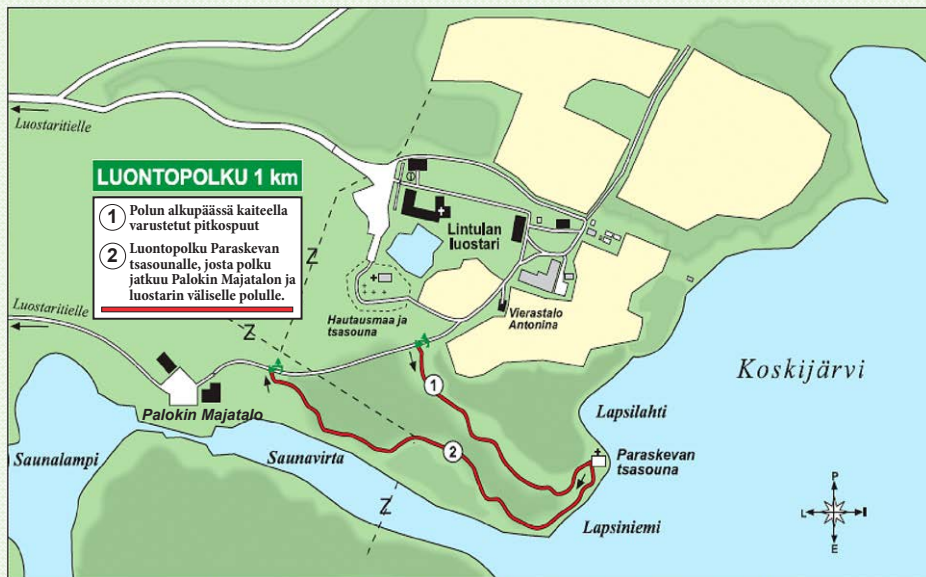 Luostaritielle
LUONTOPOLKU 1 km
1 Polun alkupäässä kaiteella
varustetut pitkospuut
2 Luontopolku Paraskevan
tsasounalle, josta polku
jatkuu Palokin Majatalon ja
luostarin väliselle polulle.
Lintulan
luostari
Hautausmaa ja
tsasouna
Vierastalo
Antonina
Luostaritielle
Palokin Majatalo
Koskijärvi
1
Lapsilahti
2
Paraskevan
tsasouna
Saunalampi
Saunavirta
Lapsiniemi
P
L
I
E
Z
Z
Z
Z